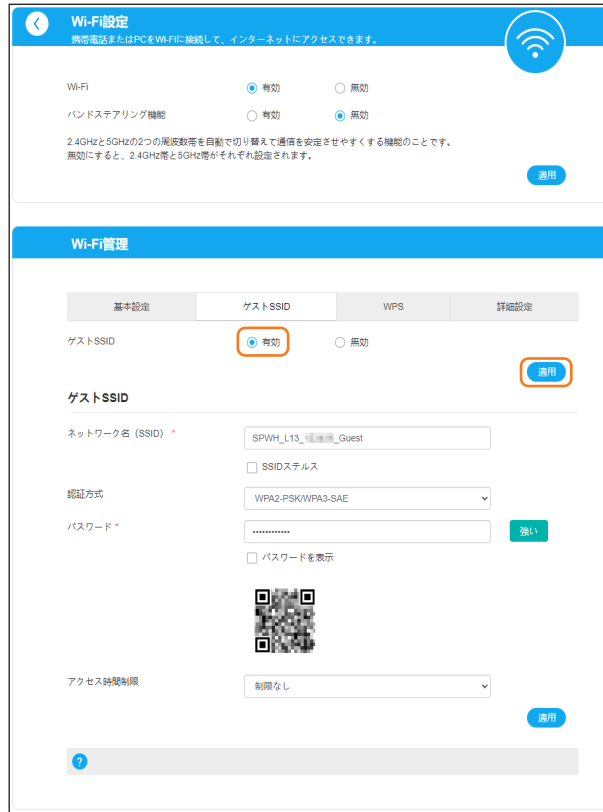 Wi-Fi設定
携帯電話またはPCをWi-Fiに接続して、インターネットにアクセスできます。
Wi-Fi 有効 無効
バンドステアリング機能 有効 無効
2.4GHzと5GHzの2つの周波数帯を自動で切り替えて通信を安定させやすくする機能のことです。
無効にすると、2.4GHz帯と5GHz帯がそれぞれ設定されます。
適用
Wi-Fi管理
基本設定 ゲストSSID WPS 詳細設定
ゲストSSID 有効 無効
適用
ゲストSSID
ネットワーク名（SSID） * SPWH_L13_ _Guest
SSIDステルス
認証方式 WPA2-PSK/WPA3-SAE
パスワード * •••••••••••• 強い
パスワードを表示
アクセス時間制限 制限なし
適用
?